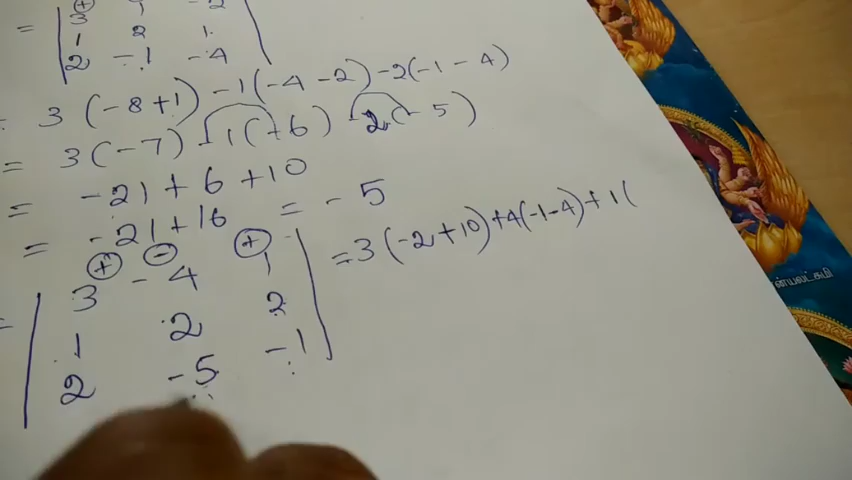 3 1 -2
= 1 2 1
2 -1 -4
= 3 (-8+1) -1(-4-2) -2(-1-4)
= 3(-7) -1(+6) -2(-5)
= -21+6+10
= -21+16 = -5
⊕ ⊖ ⊕
3 -4 1 =3(-2+10)+4(-1-4)+1(
= 1 2 2
2 -5 -1